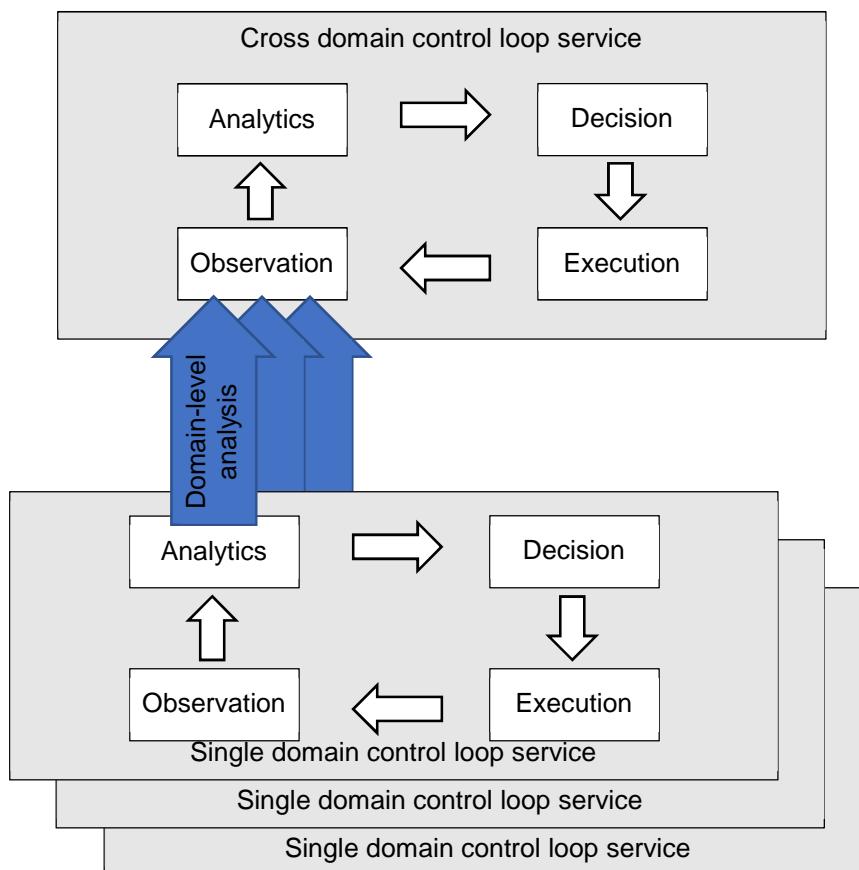 Cross domain control loop service
Analytics
Decision
Observation
Execution
Domain-level
analysis
Analytics
Decision
Observation
Execution
Single domain control loop service
Single domain control loop service
Single domain control loop service